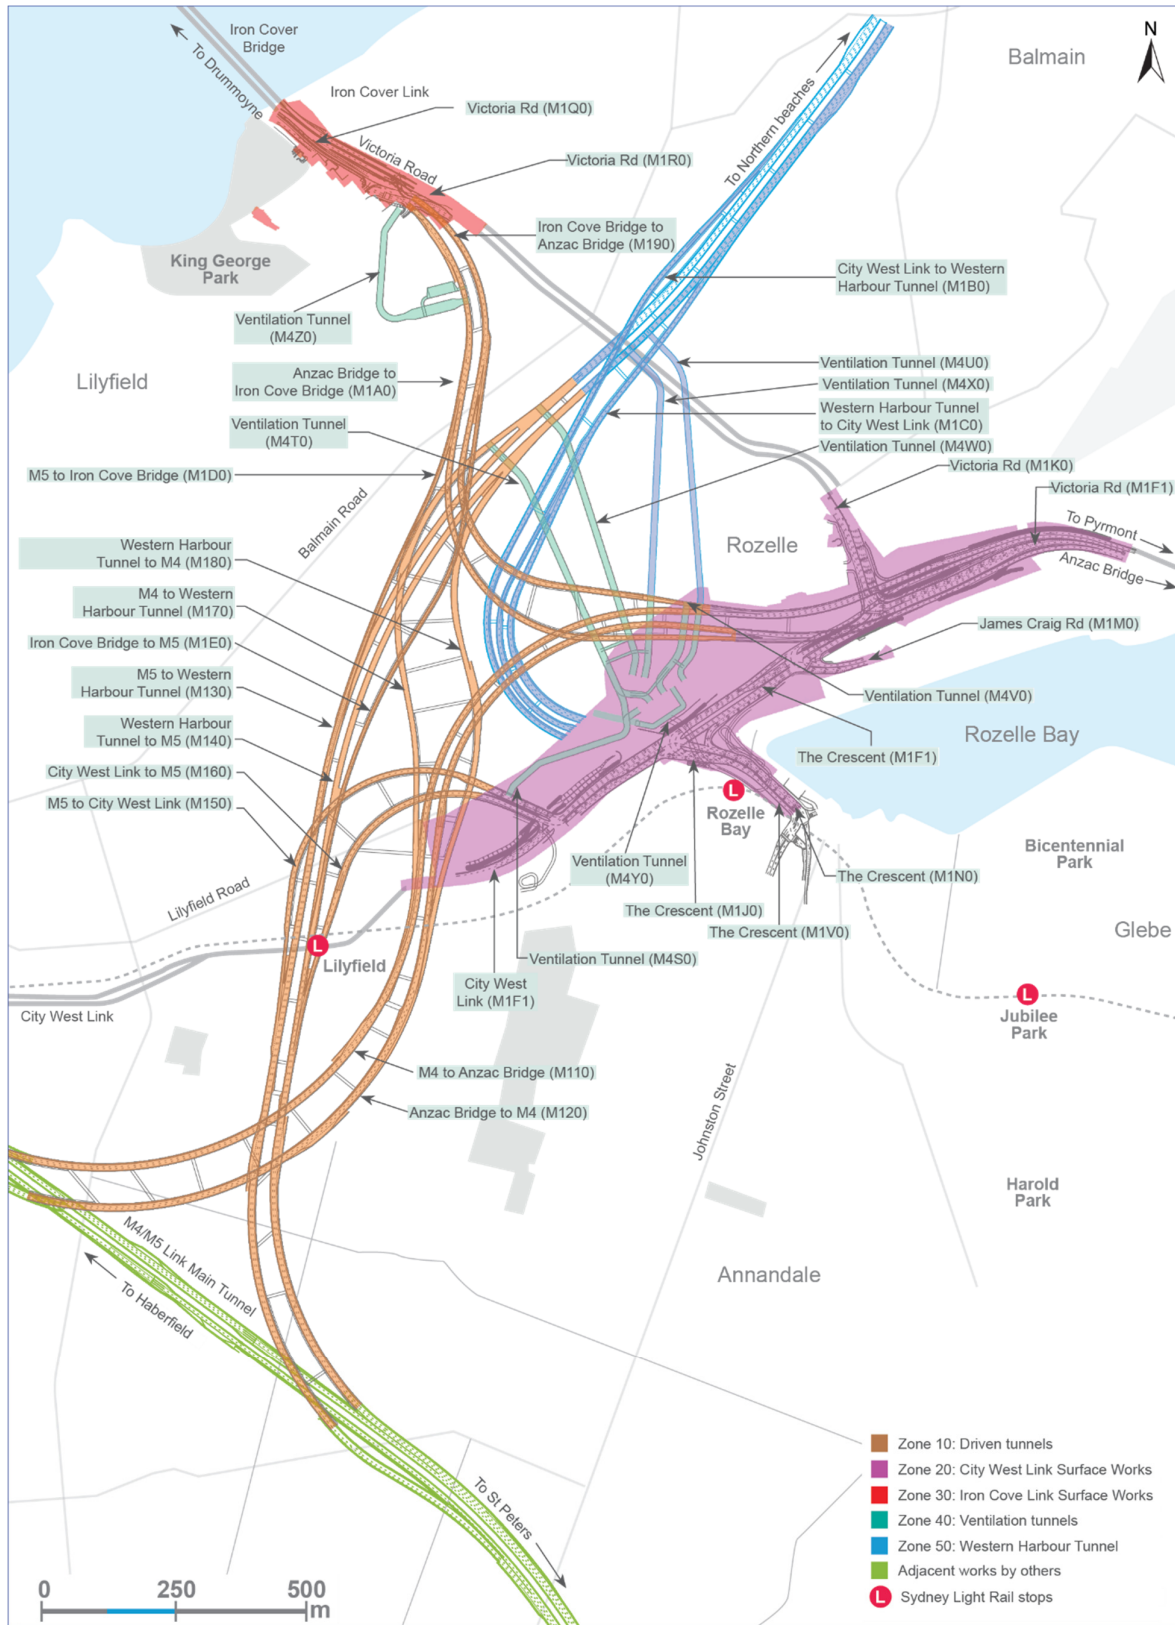 Iron Cover
Bridge
To Drummoyne
Iron Cover Link
Victoria Rd (M1Q0)
N
Balmain
Victoria Road
Victoria Rd (M1R0)
To Northern beaches
Iron Cove Bridge to
Anzac Bridge (M190)
King George
Park
City West Link to Western
Harbour Tunnel (M1B0)
Ventilation Tunnel
(M4Z0)
Lilyfield
Anzac Bridge to
Iron Cove Bridge (M1A0)
Ventilation Tunnel (M4U0)
Ventilation Tunnel (M4X0)
Western Harbour Tunnel
to City West Link (M1C0)
Ventilation Tunnel
(M4T0)
Ventilation Tunnel (M4W0)
M5 to Iron Cove Bridge (M1D0)
Victoria Rd (M1K0)
Victoria Rd (M1F1)
Balmain Road
To Pyrmont
Anzac Bridge
Rozelle
Western Harbour
Tunnel to M4 (M180)
M4 to Western
Harbour Tunnel (M170)
Iron Cove Bridge to M5 (M1E0)
James Craig Rd (M1M0)
M5 to Western
Harbour Tunnel (M130)
Ventilation Tunnel (M4V0)
Western Harbour
Tunnel to M5 (M140)
Rozelle Bay
The Crescent (M1F1)
City West Link to M5 (M160)
M5 to City West Link (M150)
L
Rozelle
Bay
Ventilation Tunnel
(M4Y0)
Bicentennial
Park
The Crescent (M1N0)
Lilyfield Road
The Crescent (M1J0)
The Crescent (M1V0)
Glebe
L
Lilyfield
Ventilation Tunnel (M4S0)
City West
Link (M1F1)
City West Link
L
Jubilee
Park
M4 to Anzac Bridge (M110)
Anzac Bridge to M4 (M120)
Johnston Street
Harold
Park
M4/M5 Link Main Tunnel
To Haberfield
Annandale
To St Peters
Zone 10: Driven tunnels
Zone 20: City West Link Surface Works
Zone 30: Iron Cove Link Surface Works
Zone 40: Ventilation tunnels
Zone 50: Western Harbour Tunnel
Adjacent works by others
L Sydney Light Rail stops
0 250 500
m